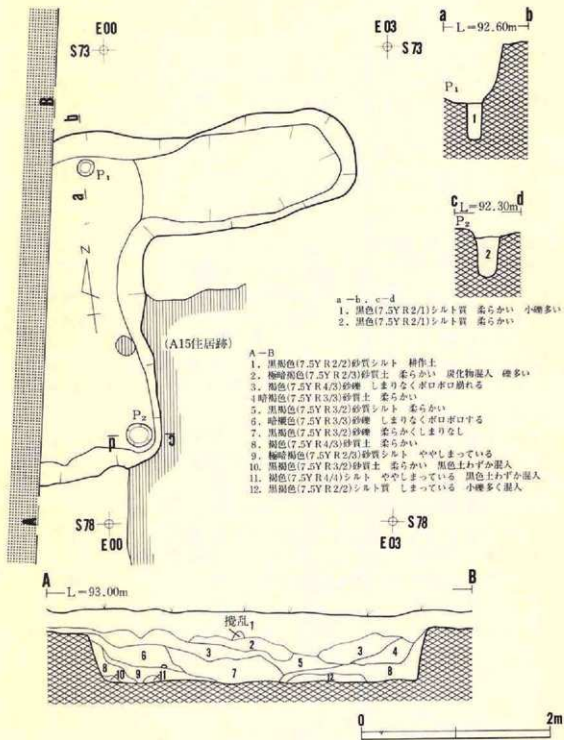 E00
S73
E03
S73
a b
L=92.60m
P1
1
B
b
P1
a
Z
c d
L=92.30m
P2
2
a－b、c－d
1、黒色(7.5YR2/1)シルト質 柔らかい 小礫多い
2、黒色(7.5YR2/1)シルト質 柔らかい
(A15住居跡)
A－B
1、黒褐色(7.5YR2/2)砂質シルト 耕作土
2、極暗褐色(7.5YR2/3)砂質土 柔らかい 炭化物混入 礫多い
3、褐色(7.5YR4/3)砂礫 しまりなくボロボロ崩れる
4 暗褐色(7.5YR3/3)砂質土 柔らかい
5、黒褐色(7.5YR3/2)砂質シルト 柔らかい
6、暗褐色(7.5YR3/3)砂礫 しまりなくボロボロする
7、黒褐色(7.5YR3/2)砂礫 柔らかくしまりなし
8、褐色(7.5YR4/3)砂質土 柔らかい
9、極暗褐色(7.5YR2/3)砂質シルト ややしまっている
10、黒褐色(7.5YR3/2)砂質土 柔らかい 黒色土わずか混入
11、褐色(7.5YR4/4)シルト質 ややしまっている 黒色土わずか混入
12、黒褐色(7.5YR2/2)シルト質 しまっている 小礫多く混入
P2
d
c
A
S78
E00
S78
E03
A B
L=93.00m
撹乱 1
2 3 4
6 3 5 3
8 10 9 11 7 12 8
0 2m